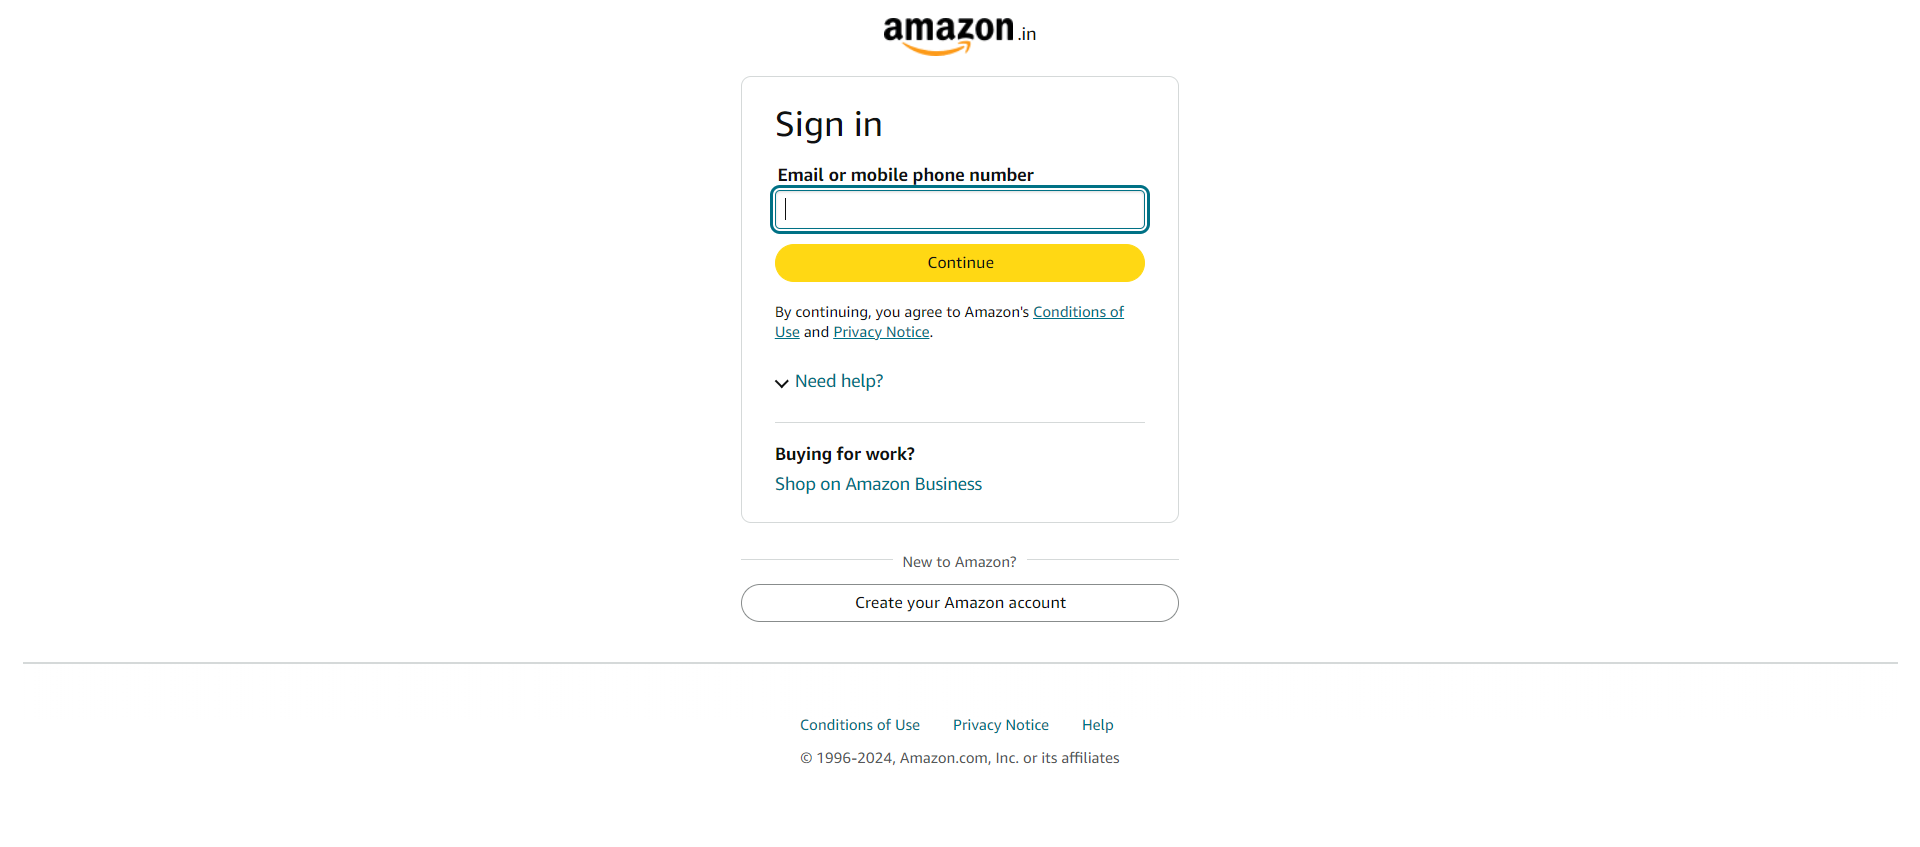 amazon.in
Sign in
Email or mobile phone number
Continue
By continuing, you agree to Amazon's Conditions of
Use and Privacy Notice.
Need help?
Buying for work?
Shop on Amazon Business
New to Amazon?
Create your Amazon account
Conditions of Use Privacy Notice Help
© 1996-2024, Amazon.com, Inc. or its affiliates